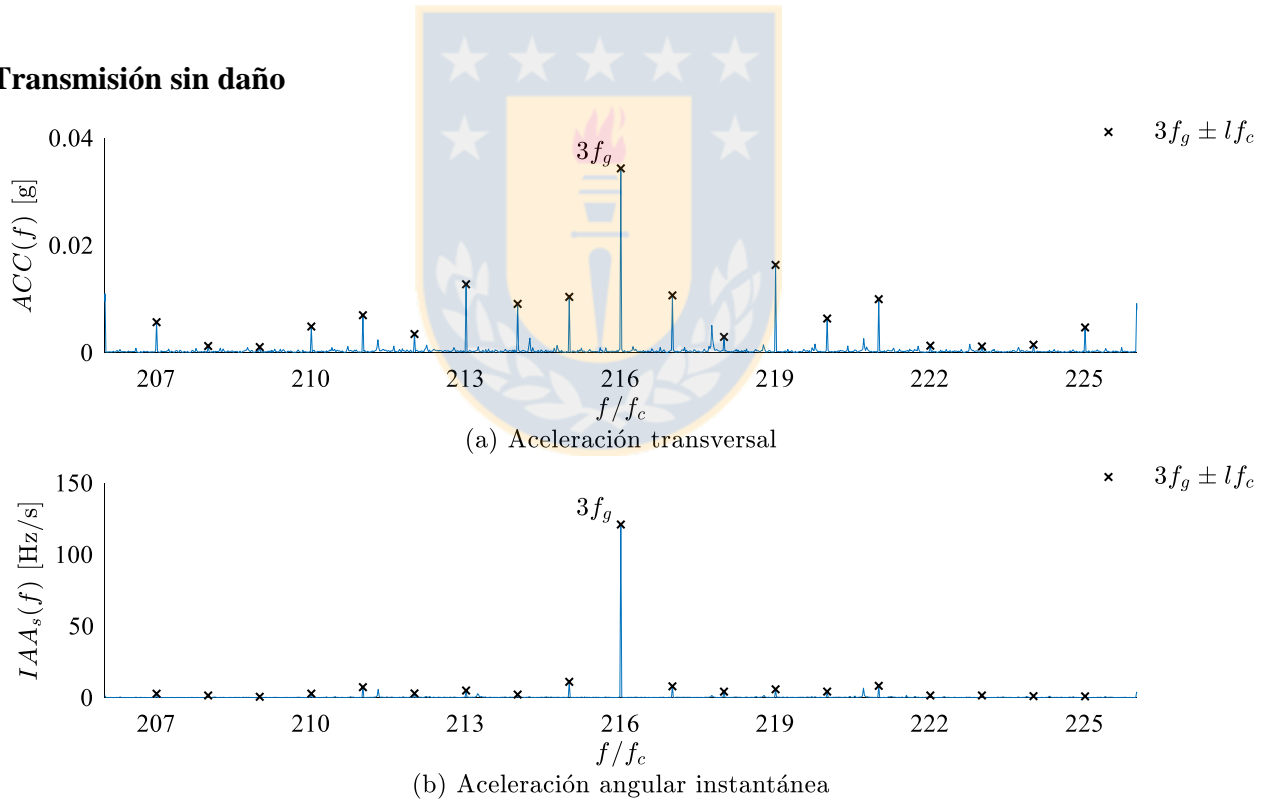 Transmisión sin daño
3f_g ± lf_c
0.04
0.02
0
ACC(f) [g]
3f_g
207 210 213 216 219 222 225
f/f_c
(a) Aceleración transversal
3f_g ± lf_c
150
100
50
0
IAA_s(f) [Hz/s]
3f_g
207 210 213 216 219 222 225
f/f_c
(b) Aceleración angular instantánea